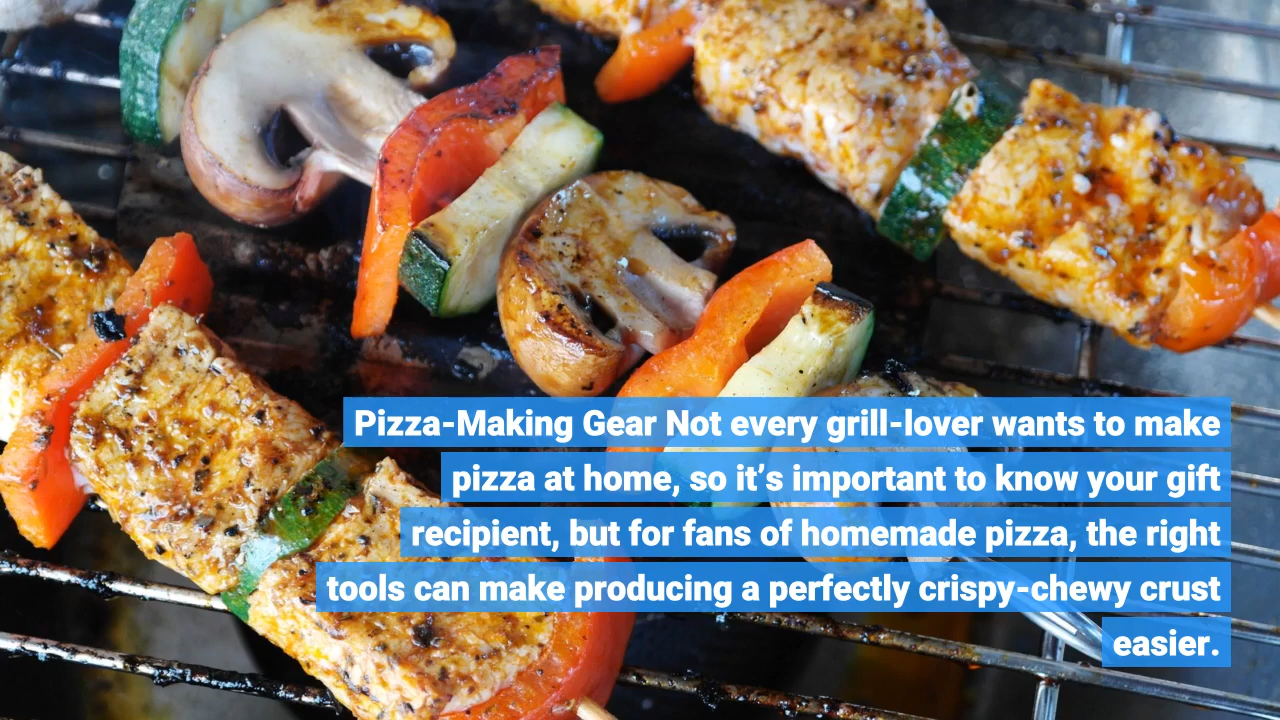 Pizza-Making Gear Not every grill-lover wants to make
pizza at home, so it’s important to know your gift
recipient, but for fans of homemade pizza, the right
tools can make producing a perfectly crispy-chewy crust
easier.